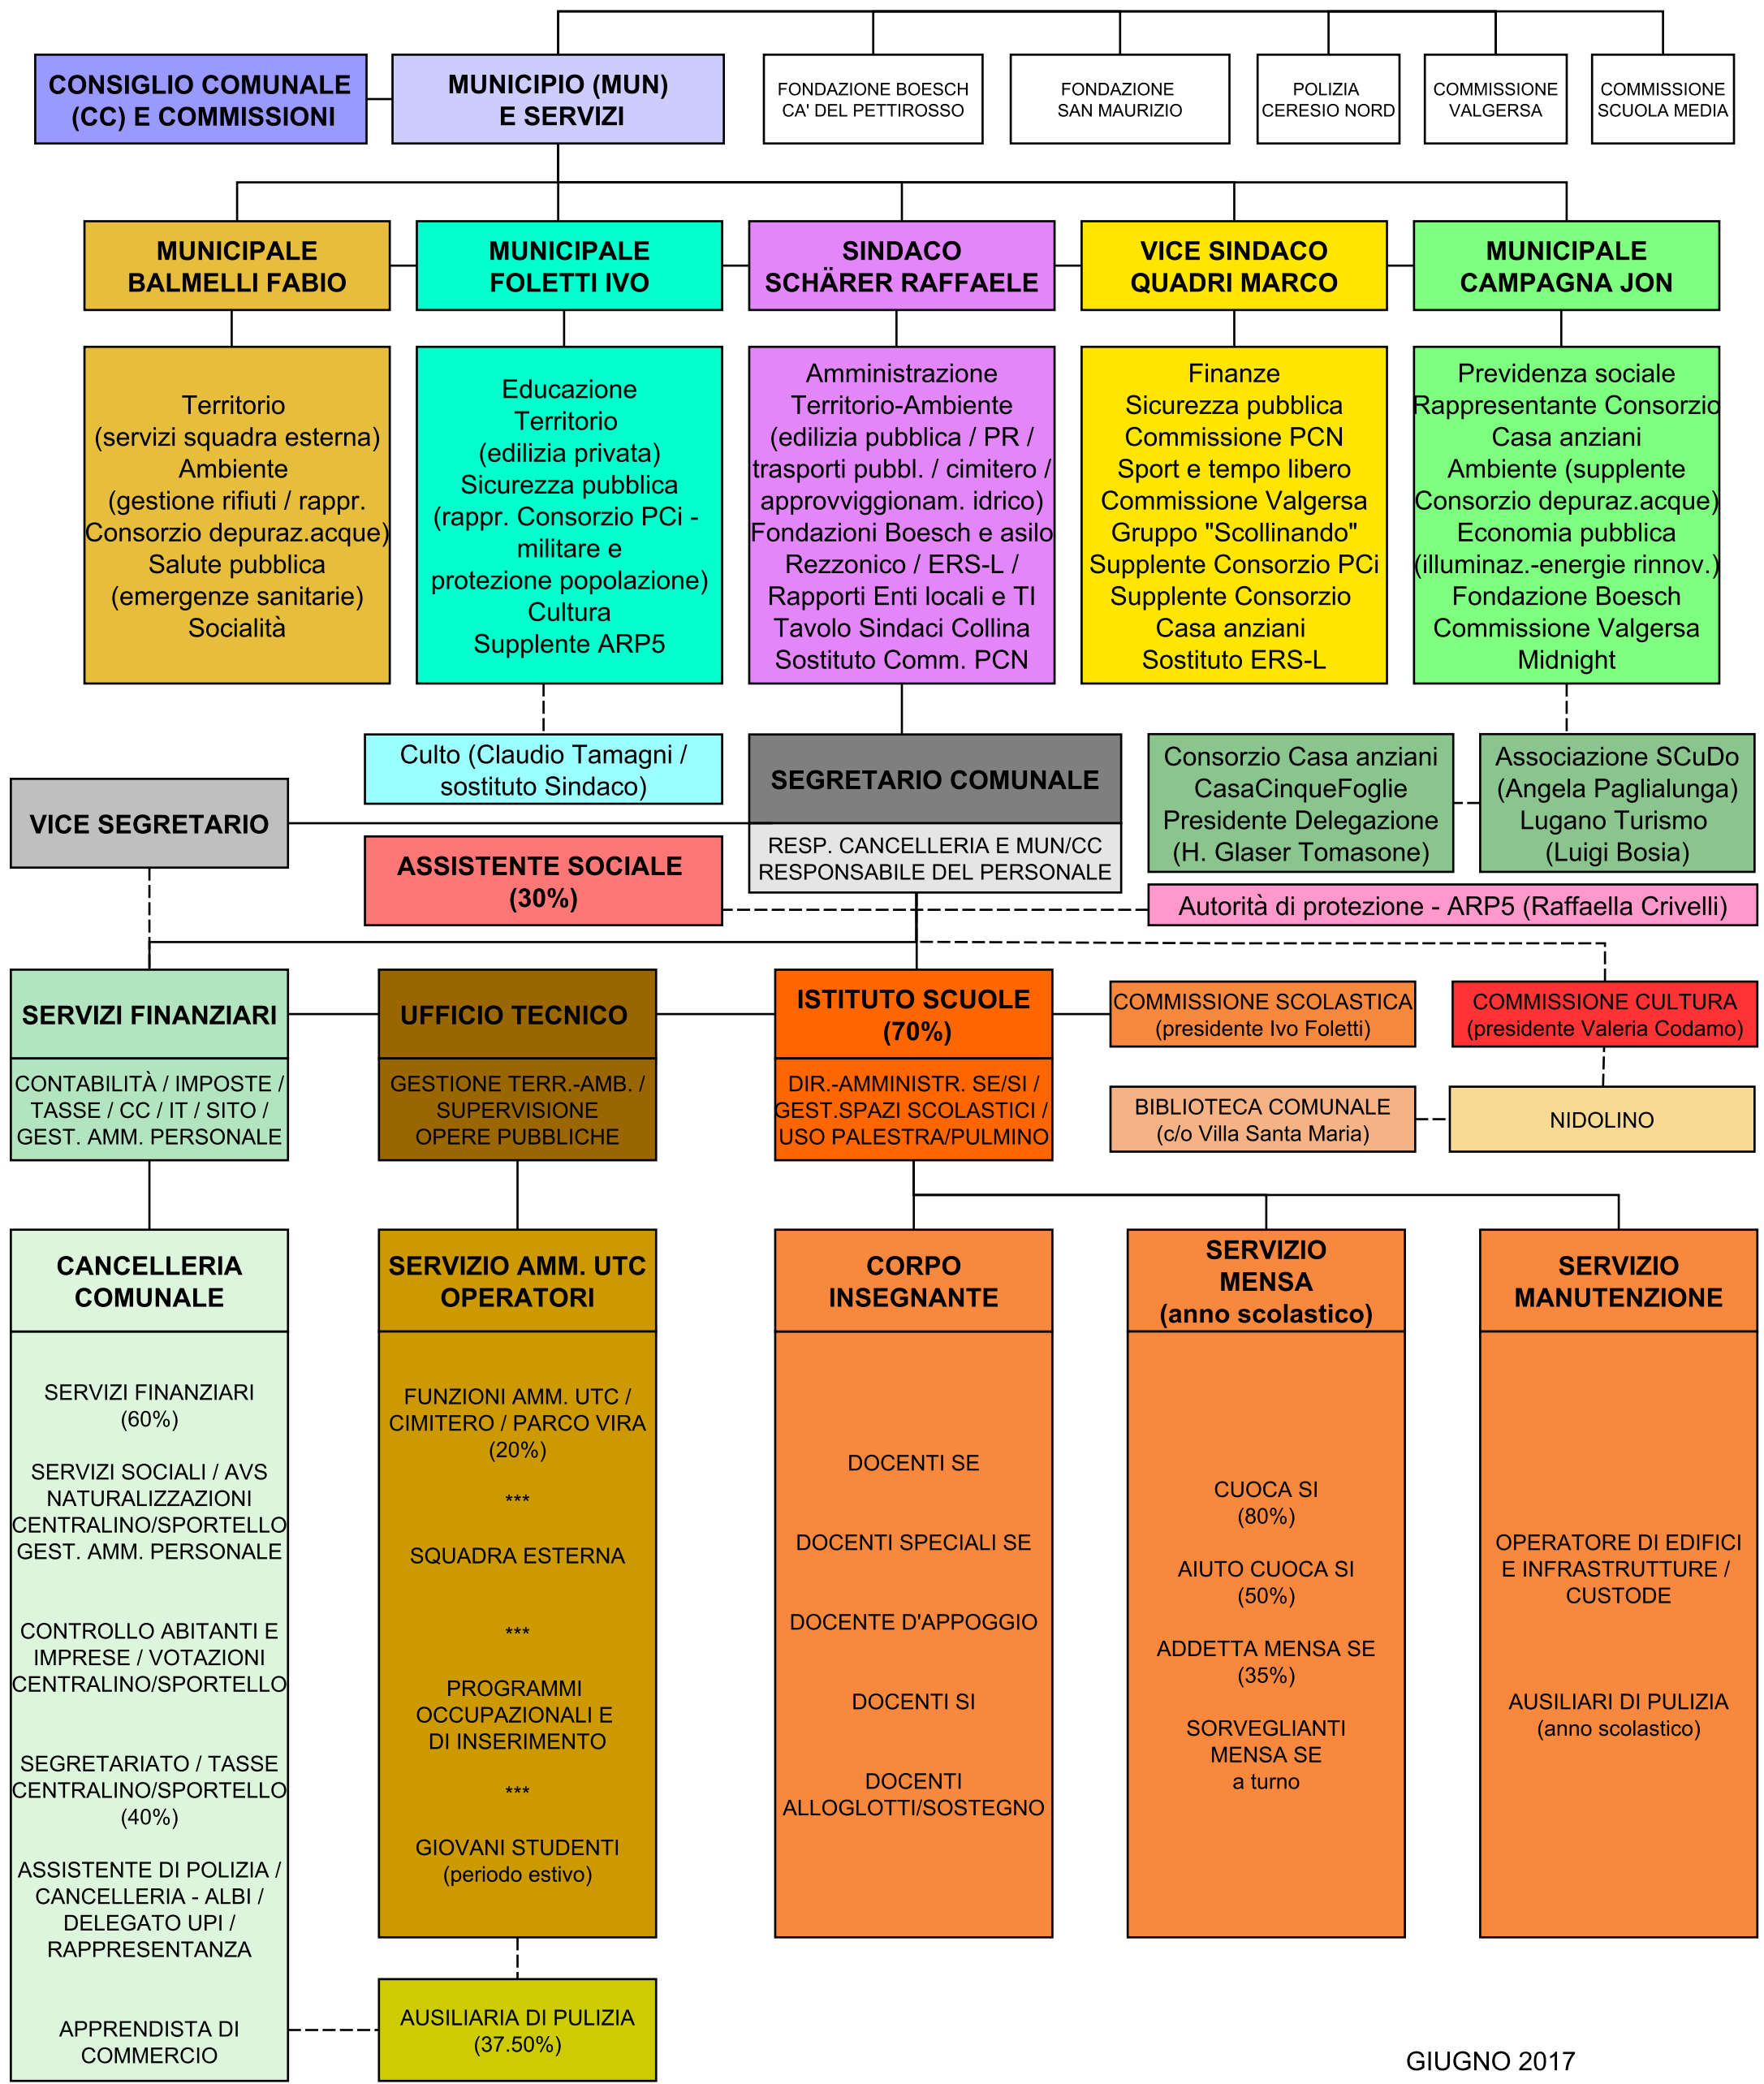 CONSIGLIO COMUNALE
(CC) E COMMISSIONI
MUNICIPIO (MUN)
E SERVIZI
FONDAZIONE BOESCH
CA' DEL PETTIROSSO
FONDAZIONE
SAN MAURIZIO
POLIZIA
CERESIO NORD
COMMISSIONE
VALGERSA
COMMISSIONE
SCUOLA MEDIA
MUNICIPALE
BALMELLI FABIO
MUNICIPALE
FOLETTI IVO
SINDACO
SCHÄRER RAFFAELE
VICE SINDACO
QUADRI MARCO
MUNICIPALE
CAMPAGNA JON
Territorio
(servizi squadra esterna)
Ambiente
(gestione rifiuti / rappr.
Consorzio depuraz.acque)
Salute pubblica
(emergenze sanitarie)
Socialità
Educazione
Territorio
(edilizia privata)
Sicurezza pubblica
(rappr. Consorzio PCi -
militare e
protezione popolazione)
Cultura
Supplente ARP5
Amministrazione
Territorio-Ambiente
(edilizia pubblica / PR /
trasporti pubbl. / cimitero /
approvviggionam. idrico)
Fondazioni Boesch e asilo
Rezzonico / ERS-L /
Rapporti Enti locali e TI
Tavolo Sindaci Collina
Sostituto Comm. PCN
Finanze
Sicurezza pubblica
Commissione PCN
Sport e tempo libero
Commissione Valgersa
Gruppo "Scollinando"
Supplente Consorzio PCi
Supplente Consorzio
Casa anziani
Sostituto ERS-L
Previdenza sociale
Rappresentante Consorzio
Casa anziani
Ambiente (supplente
Consorzio depuraz.acque)
Economia pubblica
(illuminaz.-energie rinnov.)
Fondazione Boesch
Commissione Valgersa
Midnight
Culto (Claudio Tamagni /
sostituto Sindaco)
SEGRETARIO COMUNALE
RESP. CANCELLERIA E MUN/CC
RESPONSABILE DEL PERSONALE
Consorzio Casa anziani
CasaCinqueFoglie
Presidente Delegazione
(H. Glaser Tomasone)
Associazione SCuDo
(Angela Paglialunga)
Lugano Turismo
(Luigi Bosia)
VICE SEGRETARIO
ASSISTENTE SOCIALE
(30%)
Autorità di protezione - ARP5 (Raffaella Crivelli)
SERVIZI FINANZIARI
CONTABILITÀ / IMPOSTE /
TASSE / CC / IT / SITO /
GEST. AMM. PERSONALE
UFFICIO TECNICO
GESTIONE TERR.-AMB. /
SUPERVISIONE
OPERE PUBBLICHE
ISTITUTO SCUOLE
(70%)
DIR.-AMMINISTR. SE/SI /
GEST.SPAZI SCOLASTICI /
USO PALESTRA/PULMINO
COMMISSIONE SCOLASTICA
(presidente Ivo Foletti)
COMMISSIONE CULTURA
(presidente Valeria Codamo)
BIBLIOTECA COMUNALE
(c/o Villa Santa Maria)
NIDOLINO
CANCELLERIA
COMUNALE
SERVIZI FINANZIARI
(60%)
SERVIZI SOCIALI / AVS
NATURALIZZAZIONI
CENTRALINO/SPORTELLO
GEST. AMM. PERSONALE
CONTROLLO ABITANTI E
IMPRESE / VOTAZIONI
CENTRALINO/SPORTELLO
SEGRETARIATO / TASSE
CENTRALINO/SPORTELLO
(40%)
ASSISTENTE DI POLIZIA /
CANCELLERIA - ALBI /
DELEGATO UPI /
RAPPRESENTANZA
APPRENDISTA DI
COMMERCIO
SERVIZIO AMM. UTC
OPERATORI
FUNZIONI AMM. UTC /
CIMITERO / PARCO VIRA
(20%)
***
SQUADRA ESTERNA
***
PROGRAMMI
OCCUPAZIONALI E
DI INSERIMENTO
***
GIOVANI STUDENTI
(periodo estivo)
AUSILIARIA DI PULIZIA
(37.50%)
CORPO
INSEGNANTE
DOCENTI SE
DOCENTI SPECIALI SE
DOCENTE D'APPOGGIO
DOCENTI SI
DOCENTI
ALLOGLOTTI/SOSTEGNO
SERVIZIO
MENSA
(anno scolastico)
CUOCA SI
(80%)
AIUTO CUOCA SI
(50%)
ADDETTA MENSA SE
(35%)
SORVEGLIANTI
MENSA SE
a turno
SERVIZIO
MANUTENZIONE
OPERATORE DI EDIFICI
E INFRASTRUTTURE /
CUSTODE
AUSILIARI DI PULIZIA
(anno scolastico)
GIUGNO 2017